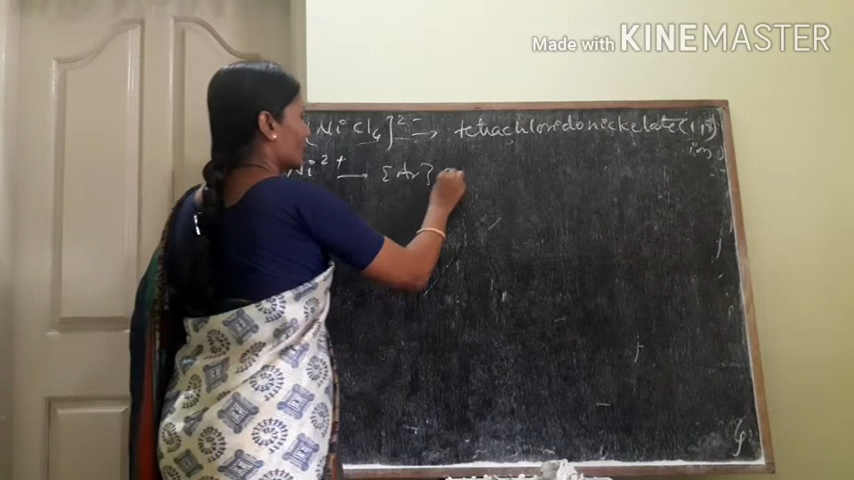 Made with KINEMASTER
[NiCl4]2- → tetrachloridonickelate(II)
ion
Ni2+ — [Ar]